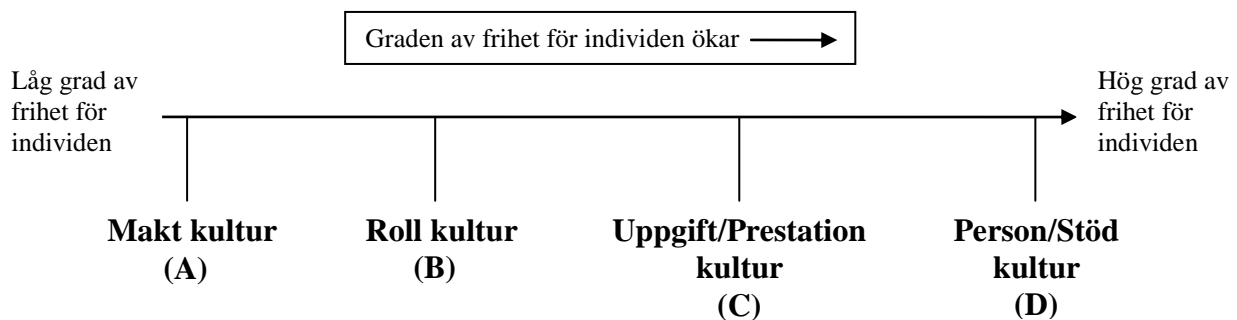 Graden av frihet för individen ökar
Låg grad av
frihet för
individen
Hög grad av
frihet för
individen
Makt kultur
(A)
Roll kultur
(B)
Uppgift/Prestation
kultur
(C)
Person/Stöd
kultur
(D)